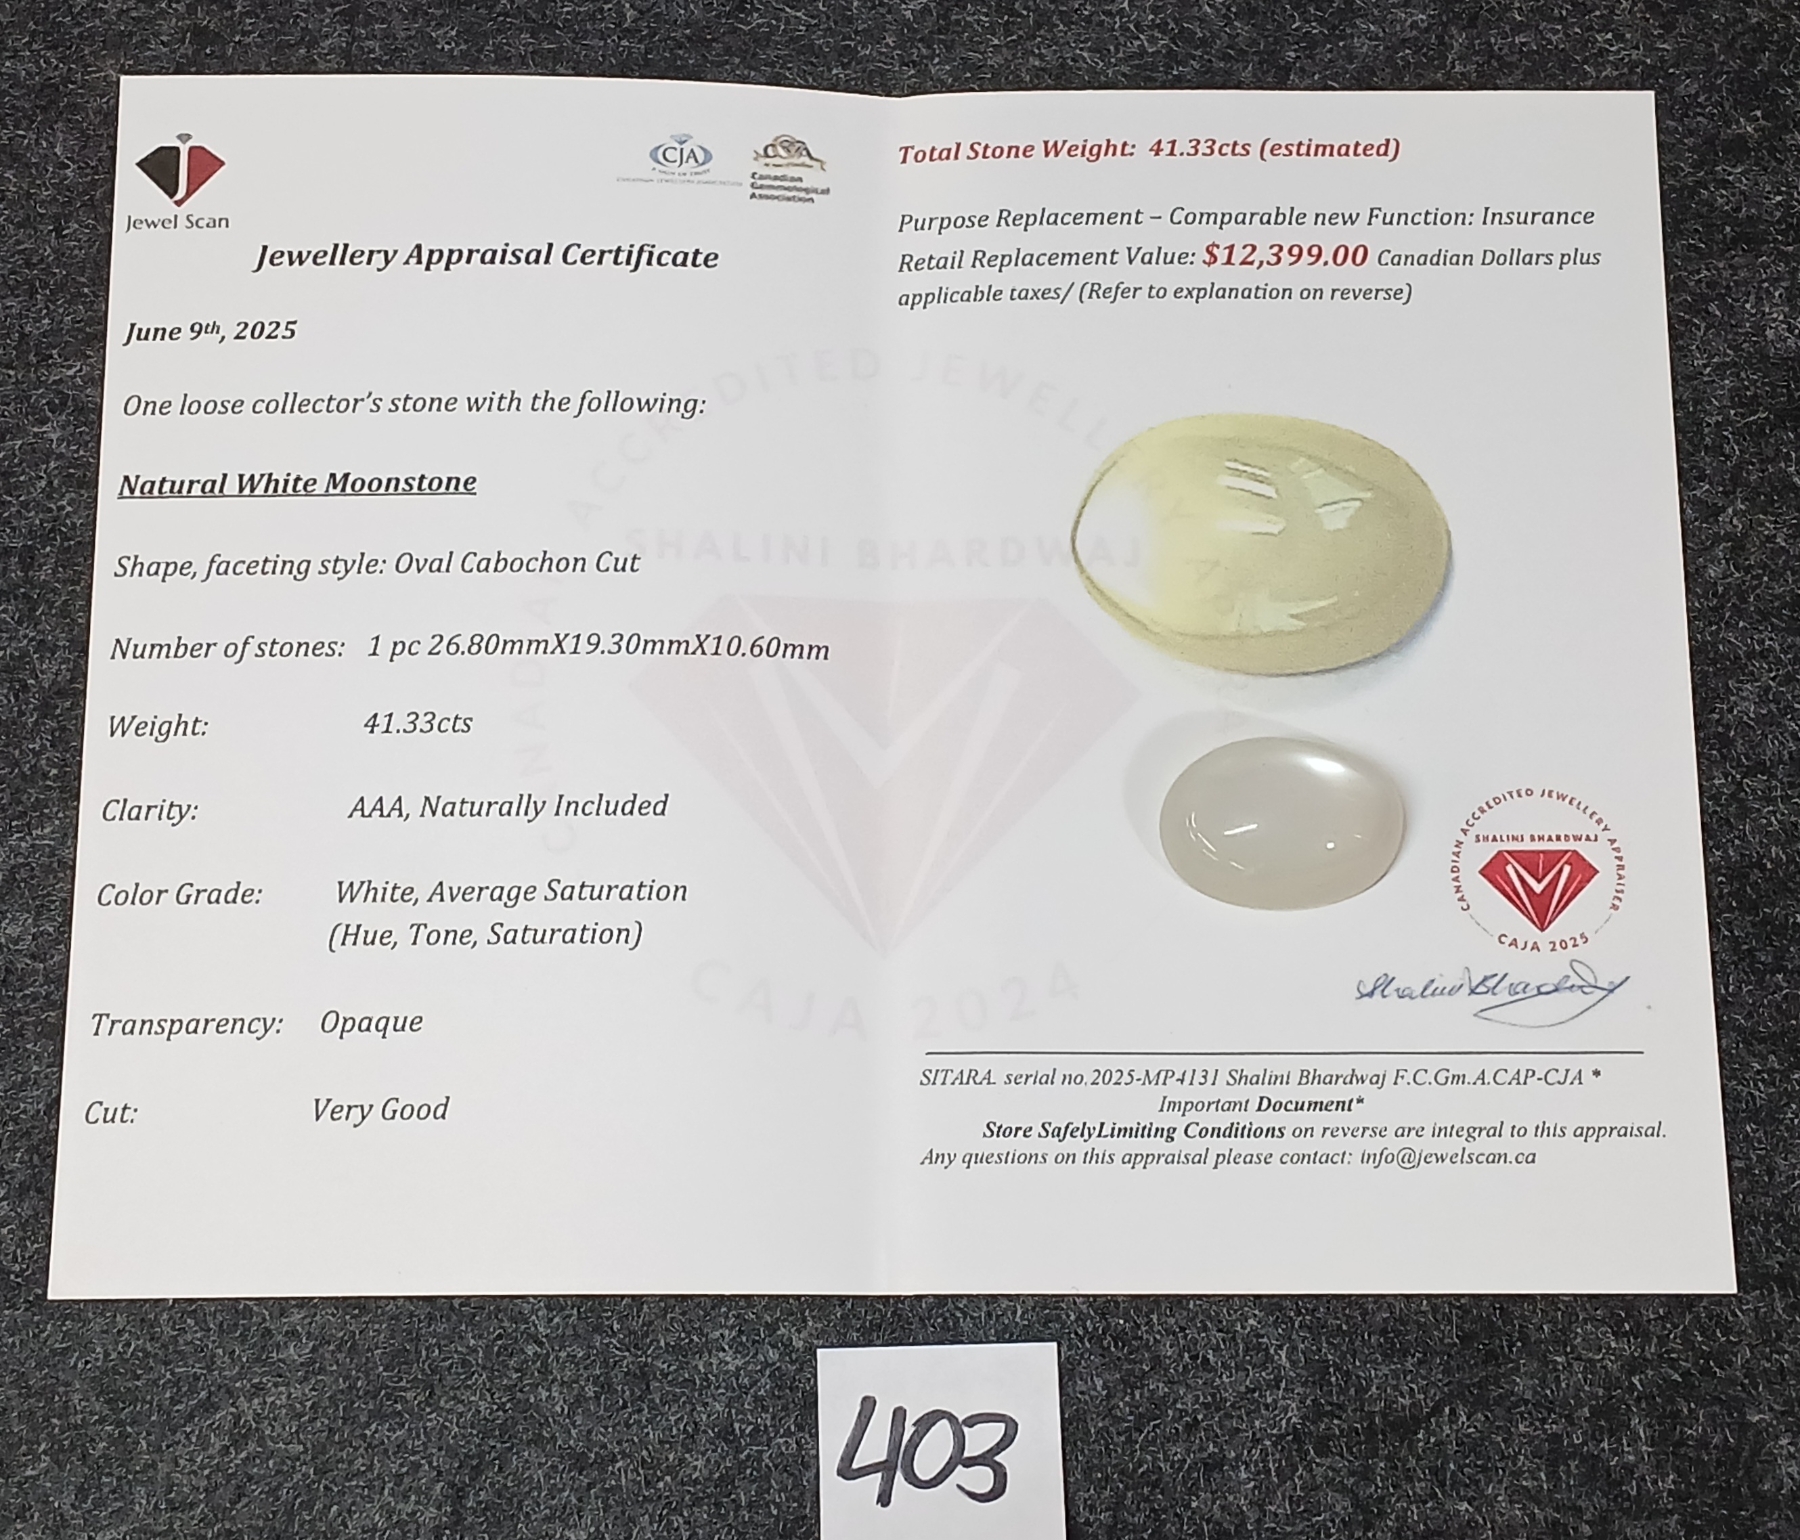 Jewel Scan
CJA
Canadian
Gemmological
Association
Jewellery Appraisal Certificate
June 9th, 2025
One loose collector's stone with the following:
Natural White Moonstone
Shape, faceting style: Oval Cabochon Cut
Number of stones: 1 pc 26.80mmX19.30mmX10.60mm
Weight: 41.33cts
Clarity: AAA, Naturally Included
Color Grade: White, Average Saturation
(Hue, Tone, Saturation)
Transparency: Opaque
Cut: Very Good
Total Stone Weight: 41.33cts (estimated)
Purpose Replacement – Comparable new Function: Insurance
Retail Replacement Value: $12,399.00 Canadian Dollars plus
applicable taxes/ (Refer to explanation on reverse)
CANADIAN ACCREDITED JEWELLERY APPRAISER
SHALINI BHARDWAJ
CAJA 2025
Shalini Bhardwaj
SITARA serial no.2025-MP4131 Shalini Bhardwaj F.C.Gm.A.CAP-CJA *
Important Document*
Store SafelyLimiting Conditions on reverse are integral to this appraisal.
Any questions on this appraisal please contact: info@jewelscan.ca
ACCREDITED JEWELLERY
SHALINI BHARDWAJ
CAJA 2024
403